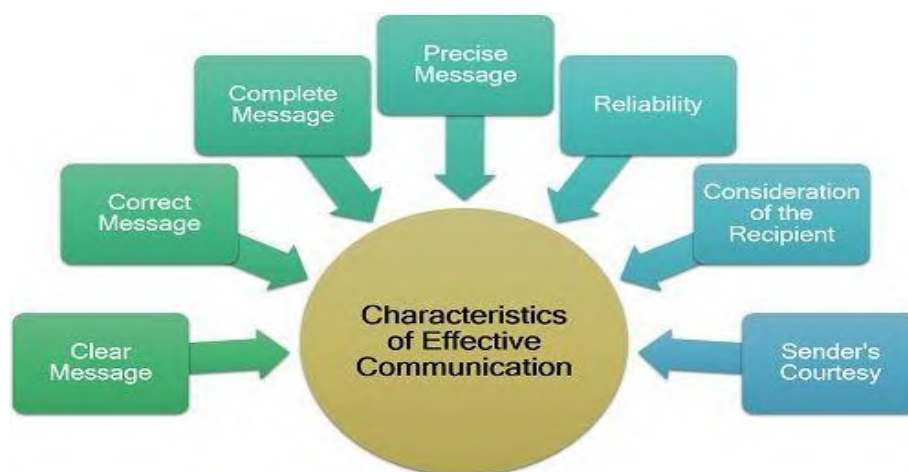 Precise
Message
Complete
Message
Reliability
Correct
Message
Consideration
of the
Recipient
Characteristics
of Effective
Communication
Clear
Message
Sender's
Courtesy